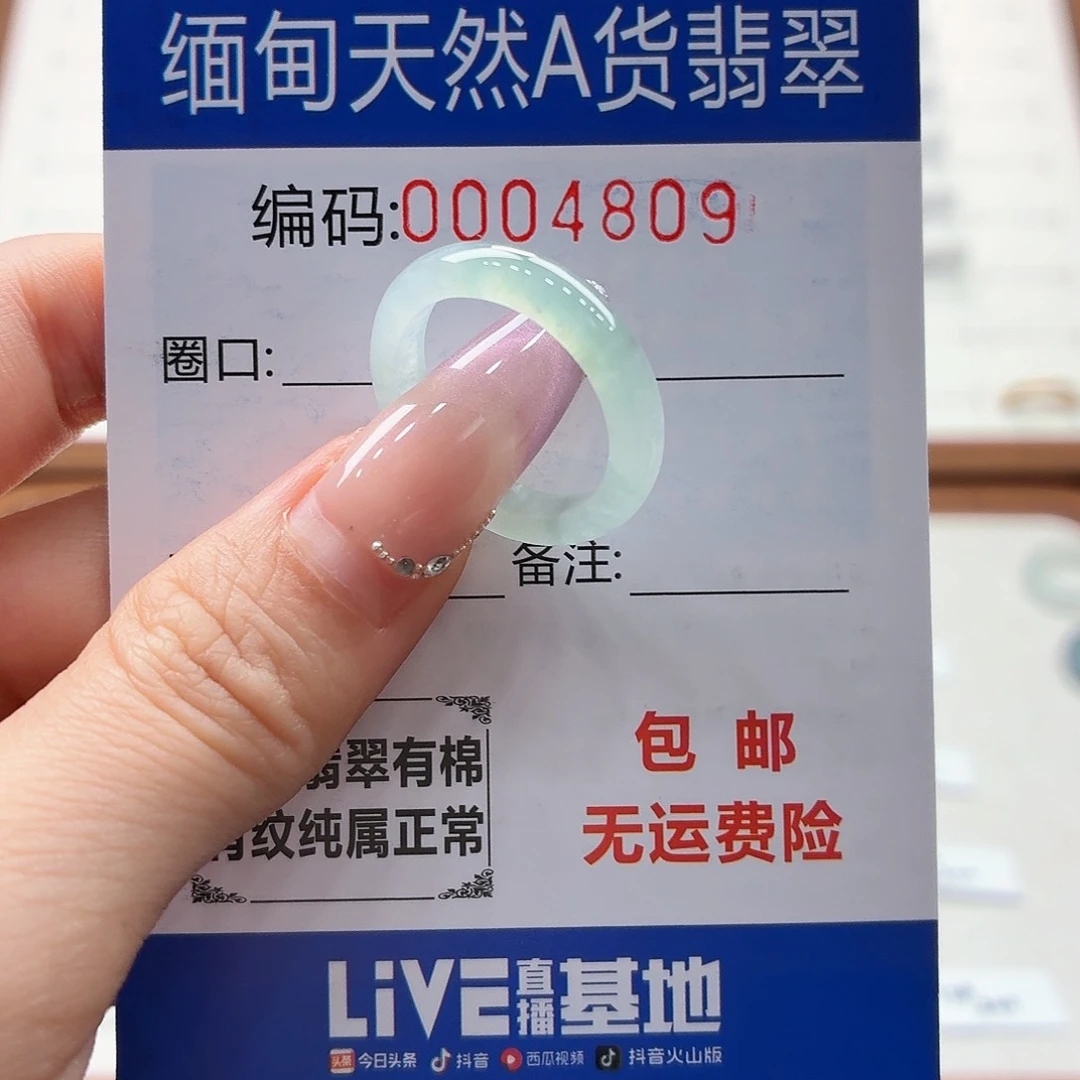 缅甸天然A货翡翠
编码:0004809
圈口:
备注:
翡翠有棉
纹纯属正常
包 邮
无运费险
LiVE直播基地
头条 今日头条 抖音 西瓜视频 抖音火山版